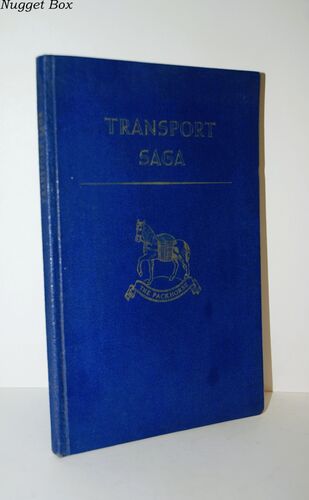 Nugget Box
TRANSPORT
SAGA
THE PACKHORSE